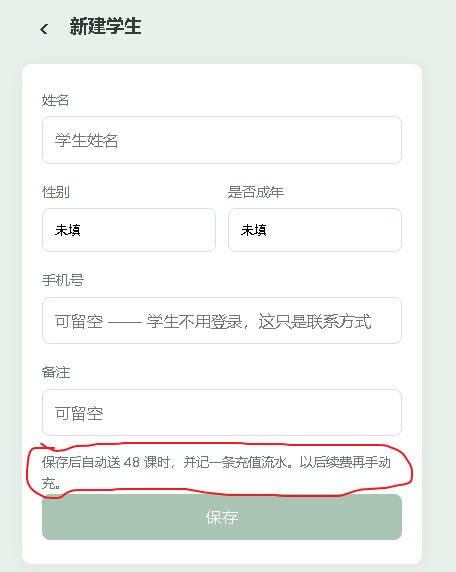 新建学生
姓名
学生姓名
性别
是否成年
未填
未填
手机号
可留空 —— 学生不用登录，这只是联系方式
备注
可留空
保存后自动送 48 课时，并记一条充值流水。以后续费再手动
充。
保存